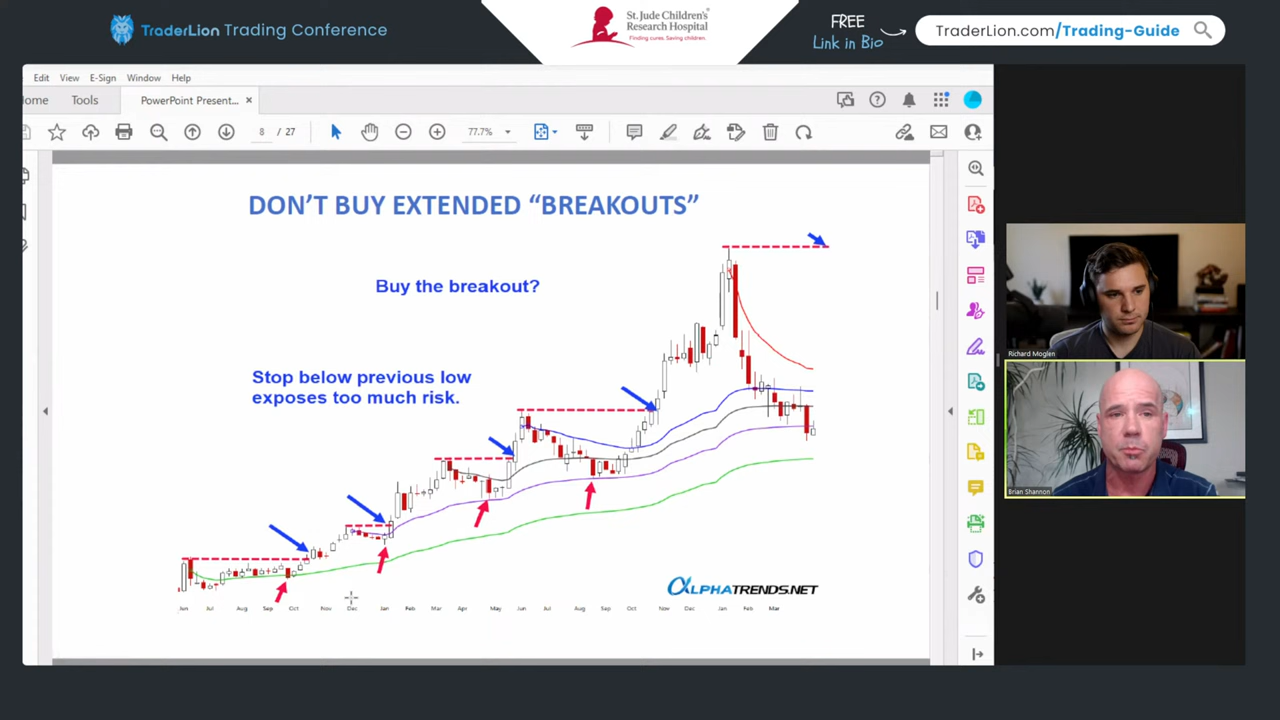 TraderLion Trading Conference
St. Jude Children's
Research Hospital
Finding cures. Saving children.
FREE
Link in Bio
TraderLion.com/Trading-Guide
Edit View E-Sign Window Help
ome Tools PowerPoint Present... ×
8 / 27 77.7%
DON'T BUY EXTENDED “BREAKOUTS”
Buy the breakout?
Stop below previous low
exposes too much risk.
ALPHATRENDS.NET
Jun Jul Aug Sep Oct Nov Dec Jan Feb Mar Apr May Jun Jul Aug Sep Oct Nov Dec Jan Feb Mar
Richard Moglen
Brian Shannon